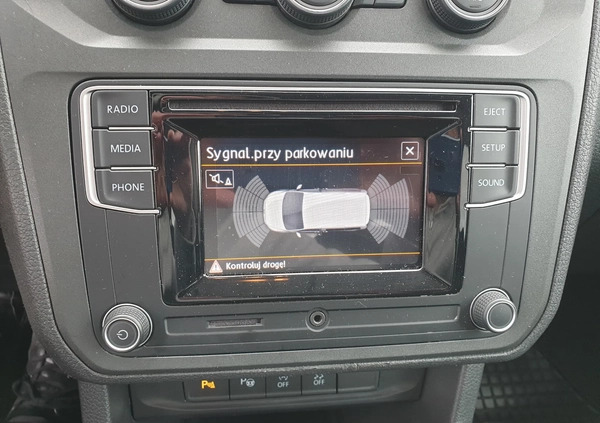 RADIO
EJECT
MEDIA
SETUP
PHONE
SOUND
Sygnal.przy parkowaniu
Kontroluj drogę!
P
OFF
OFF